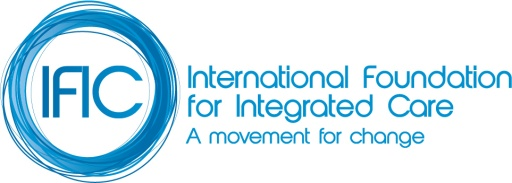 IFIC
International Foundation
for Integrated Care
A movement for change